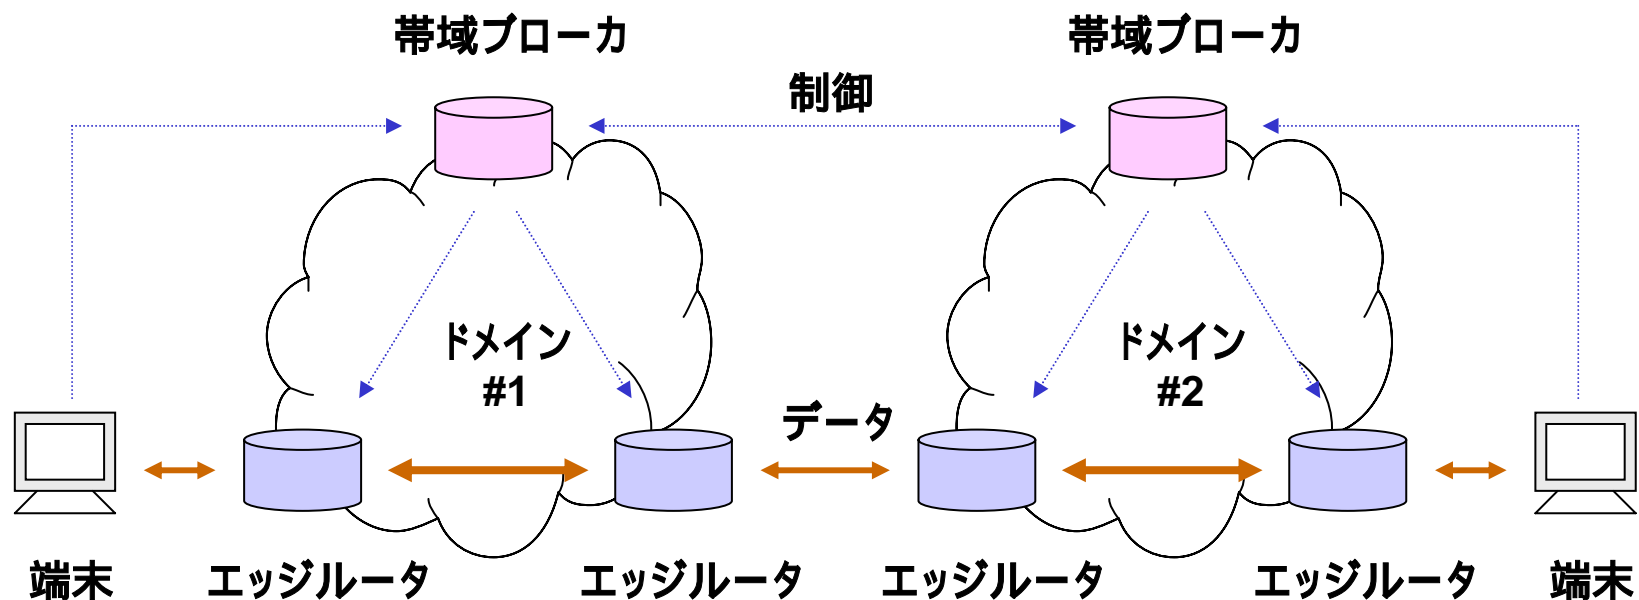 帯域ブローカ
帯域ブローカ
制御
ドメイン
#1
ドメイン
#2
データ
端末
エッジルータ
エッジルータ
エッジルータ
エッジルータ
端末